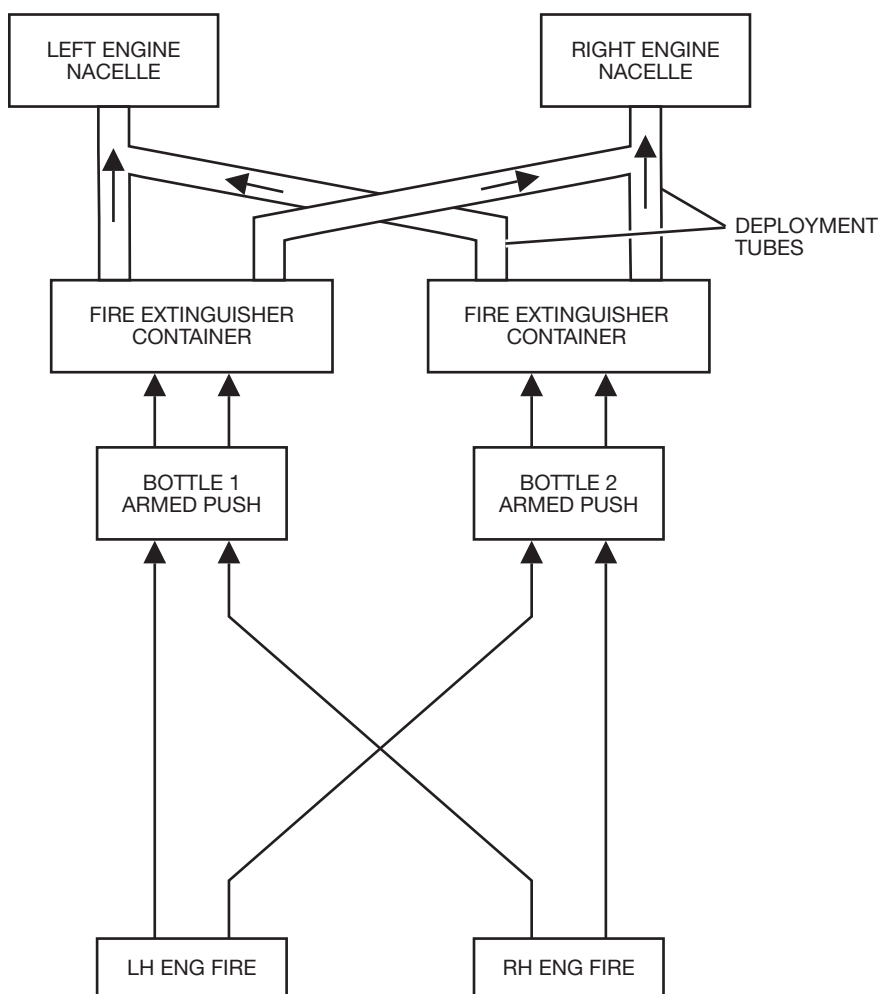 LEFT ENGINE
NACELLE
RIGHT ENGINE
NACELLE
DEPLOYMENT
TUBES
FIRE EXTINGUISHER
CONTAINER
FIRE EXTINGUISHER
CONTAINER
BOTTLE 1
ARMED PUSH
BOTTLE 2
ARMED PUSH
LH ENG FIRE
RH ENG FIRE